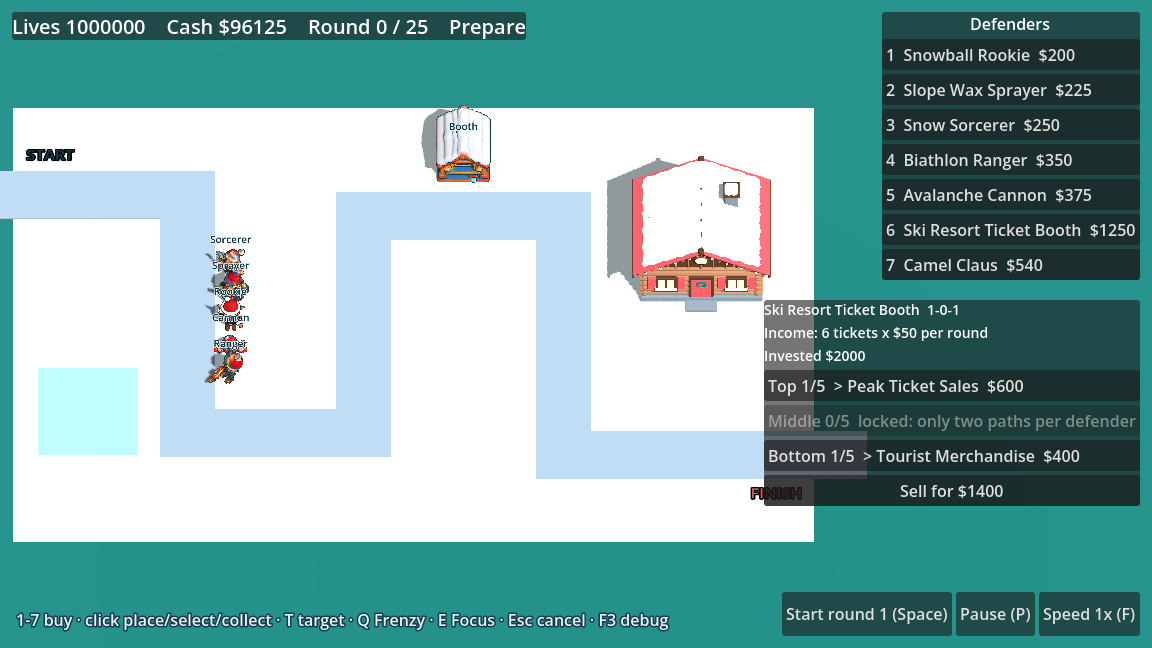 Lives 1000000 Cash $96125 Round 0 / 25 Prepare
Defenders
1 Snowball Rookie $200
2 Slope Wax Sprayer $225
3 Snow Sorcerer $250
4 Biathlon Ranger $350
5 Avalanche Cannon $375
6 Ski Resort Ticket Booth $1250
7 Camel Claus $540
START
Booth
Sorcerer
Sprayer
Rookie
Cannon
Ranger
Ski Resort Ticket Booth 1-0-1
Income: 6 tickets x $50 per round
Invested $2000
Top 1/5 > Peak Ticket Sales $600
Middle 0/5 locked: only two paths per defender
Bottom 1/5 > Tourist Merchandise $400
Sell for $1400
FINISH
1-7 buy · click place/select/collect · T target · Q Frenzy · E Focus · Esc cancel · F3 debug
Start round 1 (Space) Pause (P) Speed 1x (F)